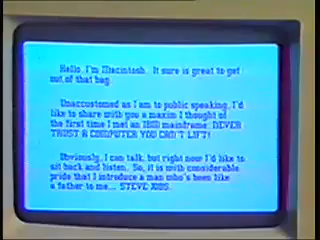 Hello, I'm Macintosh. It sure is great to get
out of that bag.
Unaccustomed as I am to public speaking, I'd
like to share with you a maxim I thought of
the first time I met an IBM mainframe: NEVER
TRUST A COMPUTER YOU CAN'T LIFT!
Obviously, I can talk, but right now I'd like to
sit back and listen. So, it is with considerable
pride that I introduce a man who's been like
a father to me... STEVE JOBS.